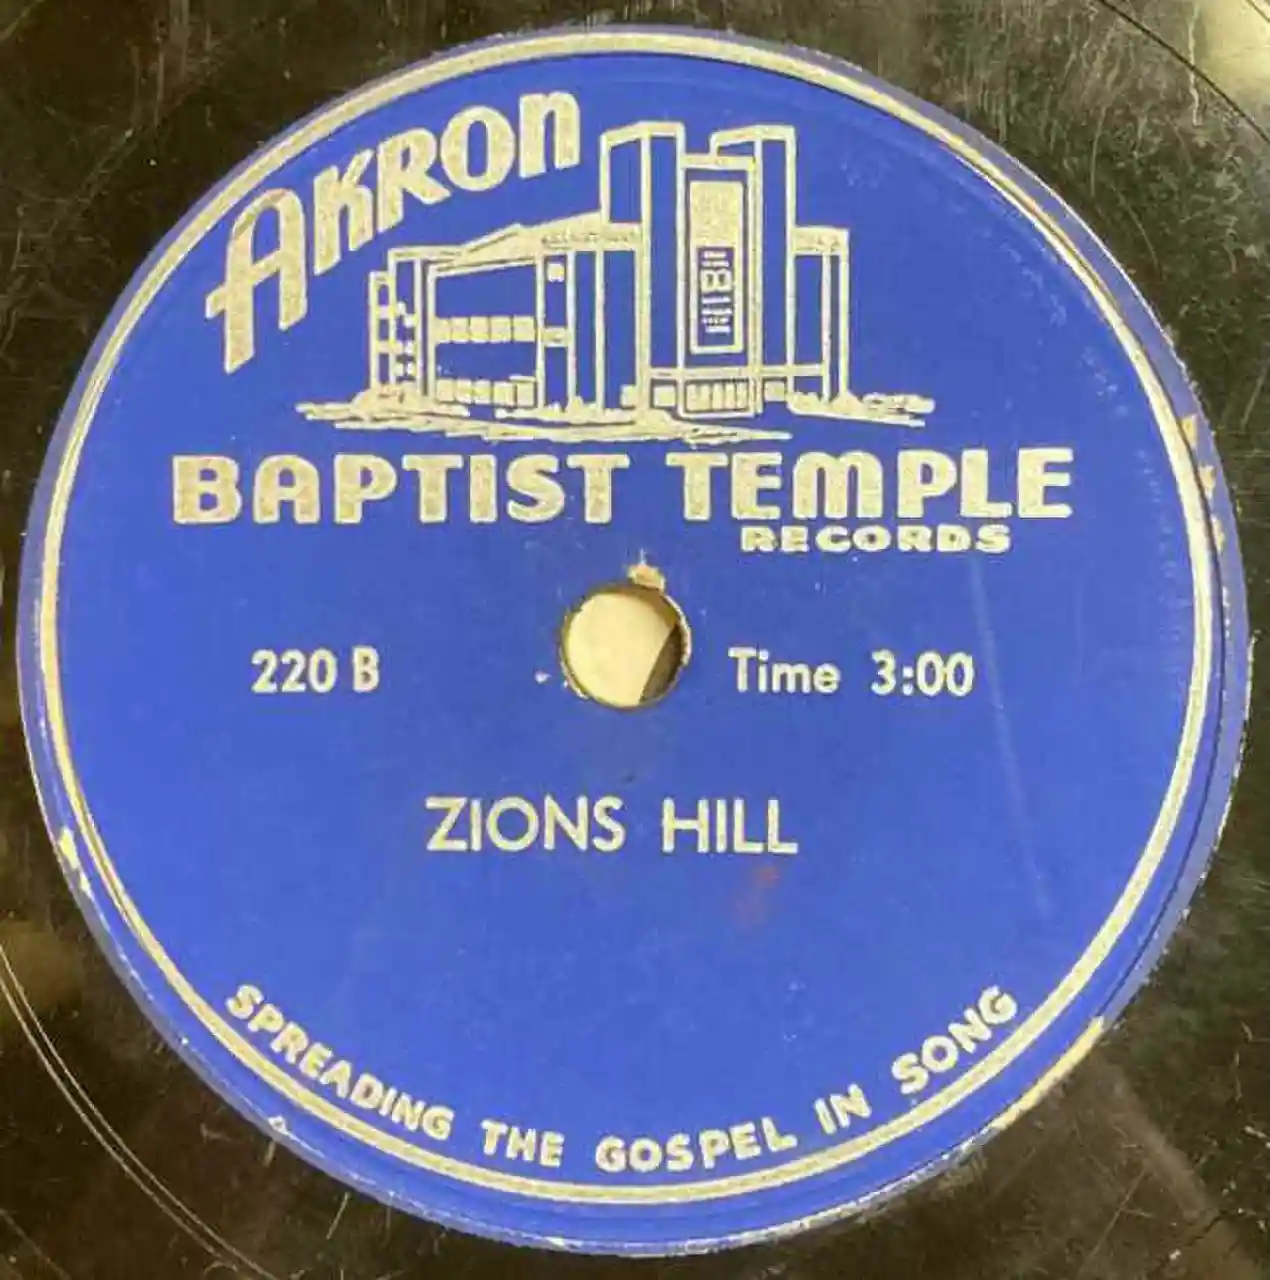 AKRON
BAPTIST TEMPLE
RECORDS
220 B
Time 3:00
ZIONS HILL
SPREADING THE GOSPEL IN SONG